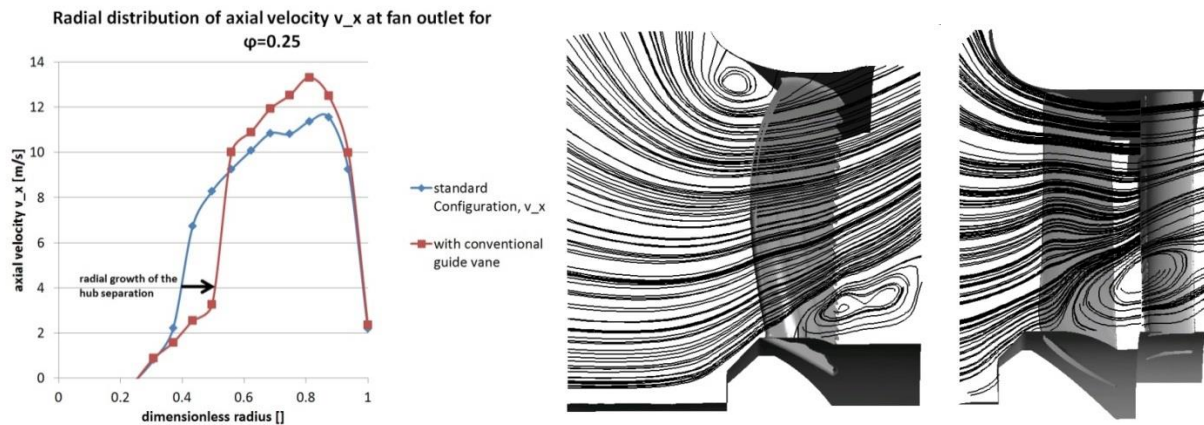 Radial distribution of axial velocity v_x at fan outlet for
φ=0.25
14
12
10
8
6
4
2
0
axial velocity v_x [m/s]
radial growth of the
hub separation
0
0.2
0.4
0.6
0.8
1
dimensionless radius []
standard
Configuration, v_x
with conventional
guide vane